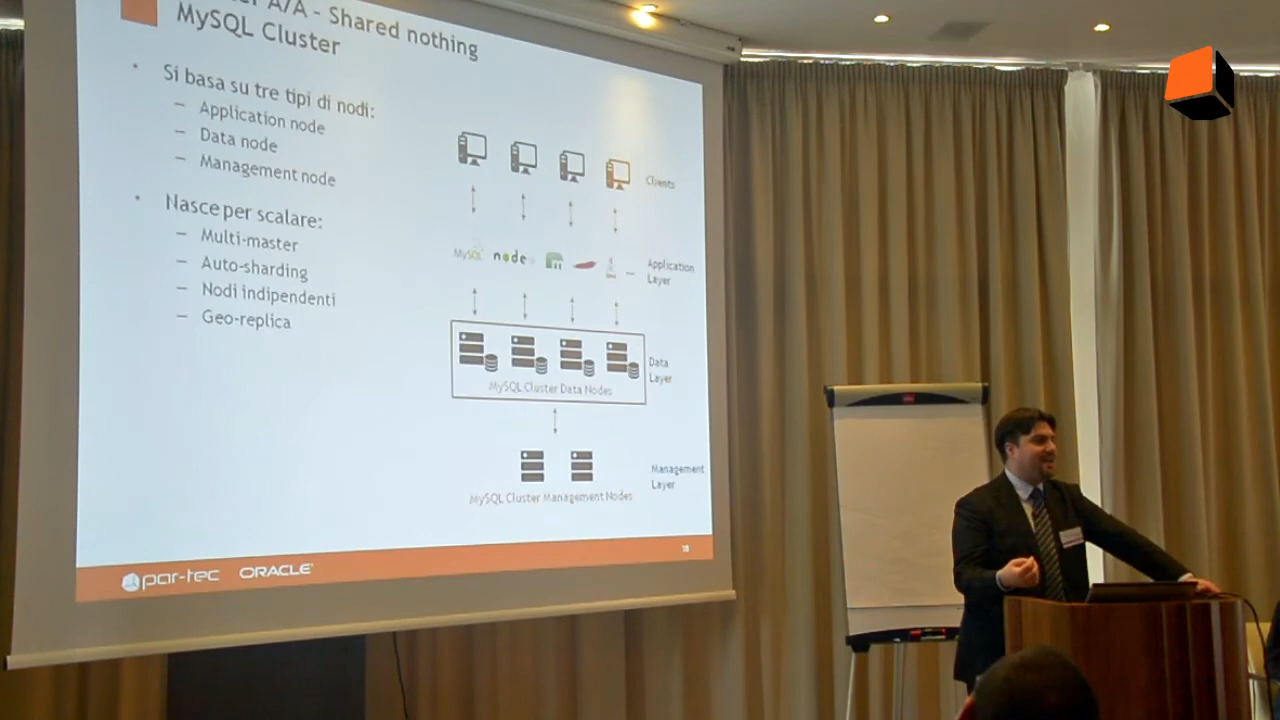 A/A - Shared nothing
MySQL Cluster
• Si basa su tre tipi di nodi:
– Application node
– Data node
– Management node
• Nasce per scalare:
– Multi-master
– Auto-sharding
– Nodi indipendenti
– Geo-replica
Clients
MySQL node
Application
Layer
Data
Layer
MySQL Cluster Data Nodes
Management
Layer
MySQL Cluster Management Nodes
par-tec ORACLE
18